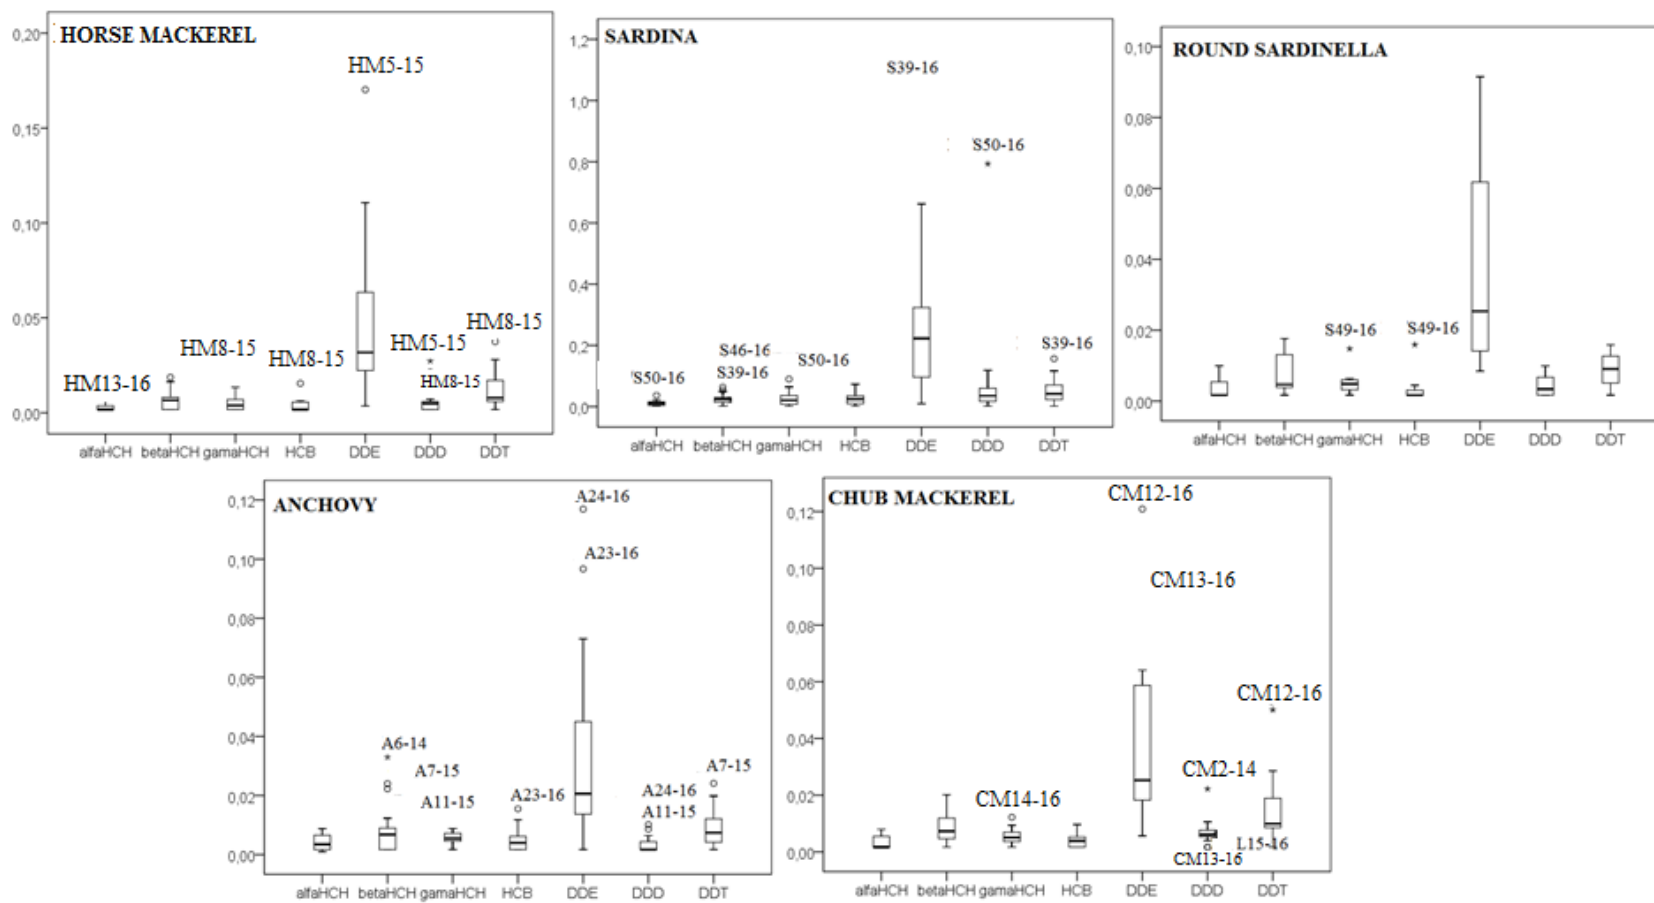 HORSE MACKEREL
0,20
0,15
0,10
0,05
0,00
HM5-15
HM13-16
HM8-15
HM8-15
HM5-15
HM8-15
HM8-15
alfaHCH betaHCH gamaHCH HCB DDE DDD DDT
SARDINA
1,2
1,0
0,8
0,6
0,4
0,2
0,0
S39-16
S50-16
S50-16
S46-16
S39-16
S50-16
S39-16
alfaHCH betaHCH gamaHCH HCB DDE DDD DDT
ROUND SARDINELLA
0,10
0,08
0,06
0,04
0,02
0,00
S49-16
S49-16
alfaHCH betaHCH gamaHCH HCB DDE DDD DDT
ANCHOVY
0,12
0,10
0,08
0,06
0,04
0,02
0,00
A24-16
A23-16
A6-14
A7-15
A11-15
A23-16
A24-16
A11-15
A7-15
alfaHCH betaHCH gamaHCH HCB DDE DDD DDT
CHUB MACKEREL
0,12
0,10
0,08
0,06
0,04
0,02
0,00
CM12-16
CM13-16
CM12-16
CM2-14
CM14-16
L15-16
CM13-16
alfaHCH betaHCH gamaHCH HCB DDE DDD DDT